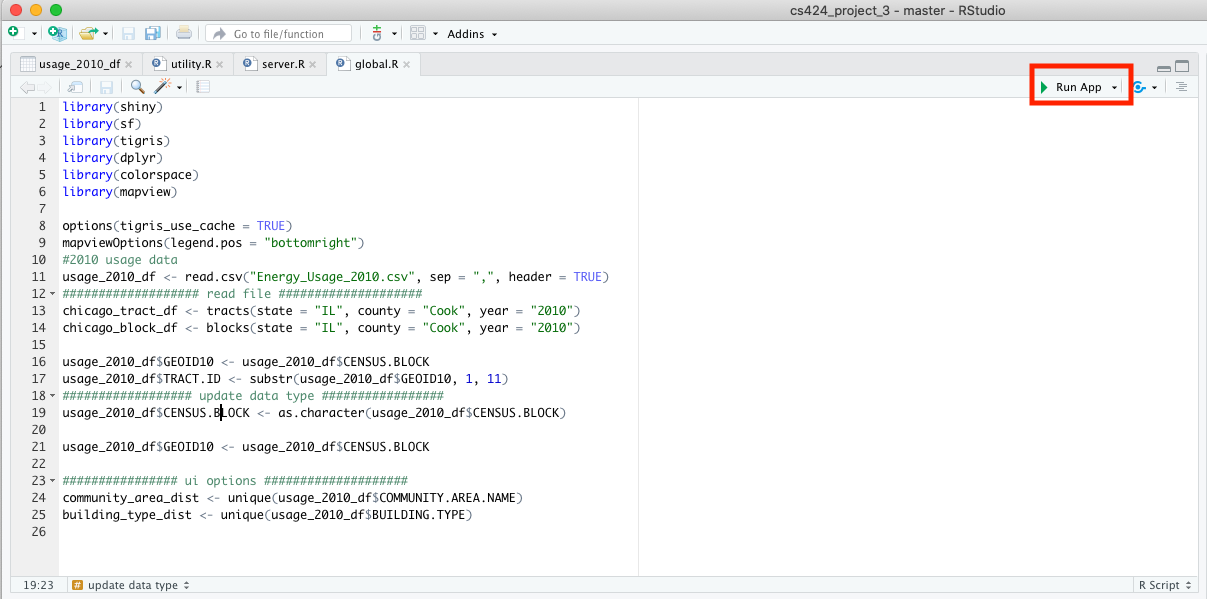 cs424_project_3 - master - RStudio
Go to file/function Addins
usage_2010_df utility.R server.R global.R
Run App
1 library(shiny)
2 library(sf)
3 library(tigris)
4 library(dplyr)
5 library(colorspace)
6 library(mapview)
7
8 options(tigris_use_cache = TRUE)
9 mapviewOptions(legend.pos = "bottomright")
10 #2010 usage data
11 usage_2010_df <- read.csv("Energy_Usage_2010.csv", sep = ",", header = TRUE)
12 ################### read file ####################
13 chicago_tract_df <- tracts(state = "IL", county = "Cook", year = "2010")
14 chicago_block_df <- blocks(state = "IL", county = "Cook", year = "2010")
15
16 usage_2010_df$GEOID10 <- usage_2010_df$CENSUS.BLOCK
17 usage_2010_df$TRACT.ID <- substr(usage_2010_df$GEOID10, 1, 11)
18 ################## update data type #################
19 usage_2010_df$CENSUS.BLOCK <- as.character(usage_2010_df$CENSUS.BLOCK)
20
21 usage_2010_df$GEOID10 <- usage_2010_df$CENSUS.BLOCK
22
23 ################ ui options ####################
24 community_area_dist <- unique(usage_2010_df$COMMUNITY.AREA.NAME)
25 building_type_dist <- unique(usage_2010_df$BUILDING.TYPE)
26
19:23 # update data type R Script